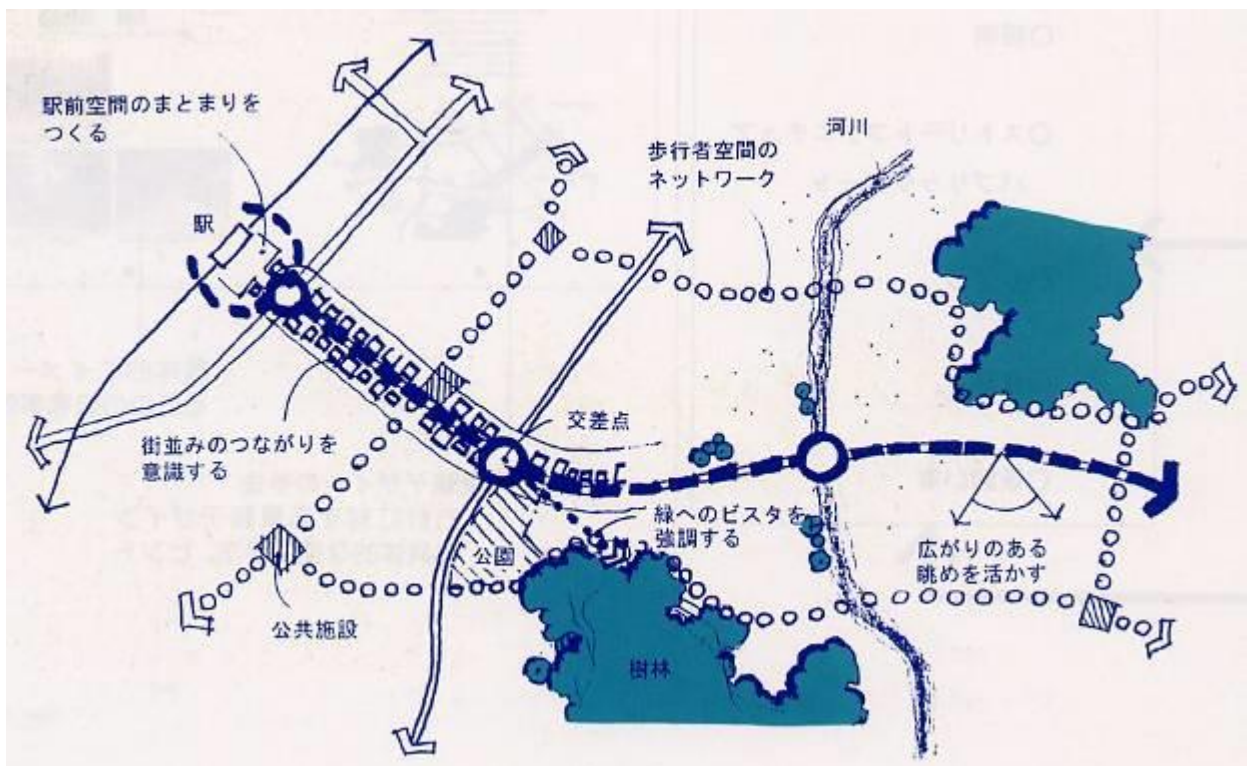 駅前空間のまとまりを
つくる
駅
河川
歩行者空間の
ネットワーク
街並みのつながりを
意識する
交差点
緑へのビスタを
強調する
広がりのある
眺めを活かす
公園
公共施設
樹林